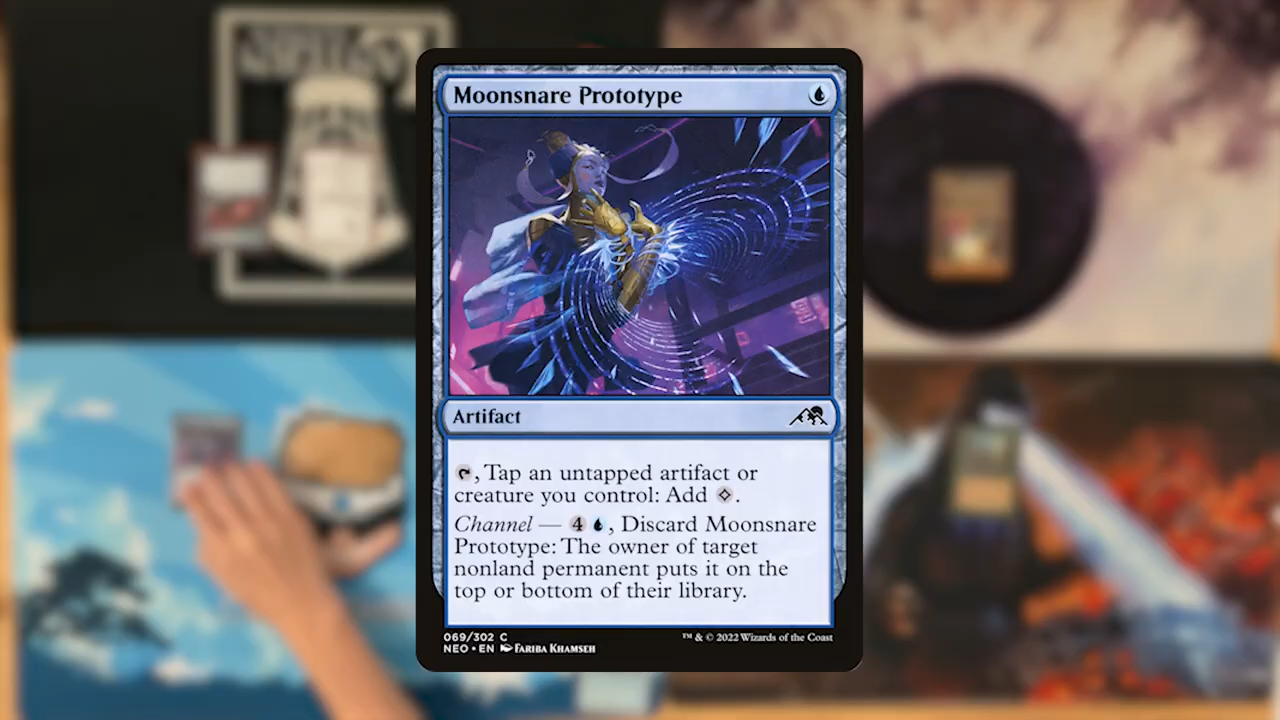 Moonsnare Prototype
Artifact
, Tap an untapped artifact or
creature you control: Add .
Channel — 4 , Discard Moonsnare
Prototype: The owner of target
nonland permanent puts it on the
top or bottom of their library.
069/302 C
NEO • EN FARIBA KHAMSEH
™ & © 2022 Wizards of the Coast